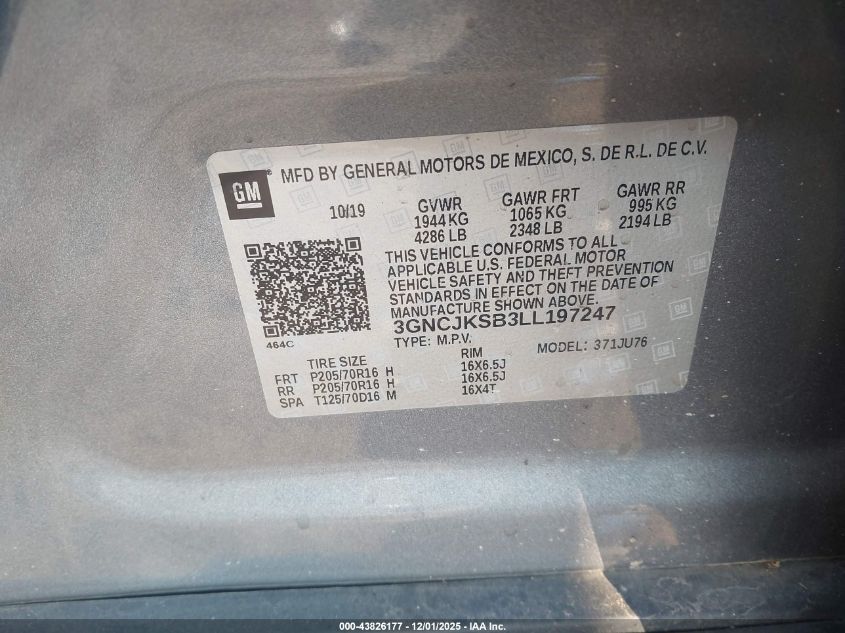 GM
MFD BY GENERAL MOTORS DE MEXICO, S. DE R.L. DE C.V.
10/19 GVWR GAWR FRT GAWR RR
1944 KG 1065 KG 995 KG
4286 LB 2348 LB 2194 LB
THIS VEHICLE CONFORMS TO ALL
APPLICABLE U.S. FEDERAL MOTOR
VEHICLE SAFETY AND THEFT PREVENTION
STANDARDS IN EFFECT ON THE DATE OF
MANUFACTURE SHOWN ABOVE.
3GNCJKSB3LL197247
464C TYPE: M.P.V. MODEL: 371JU76
TIRE SIZE RIM
FRT P205/70R16 H 16X6.5J
RR P205/70R16 H 16X6.5J
SPA T125/70D16 M 16X4T
000-43826177 - 12/01/2025 - IAA Inc.